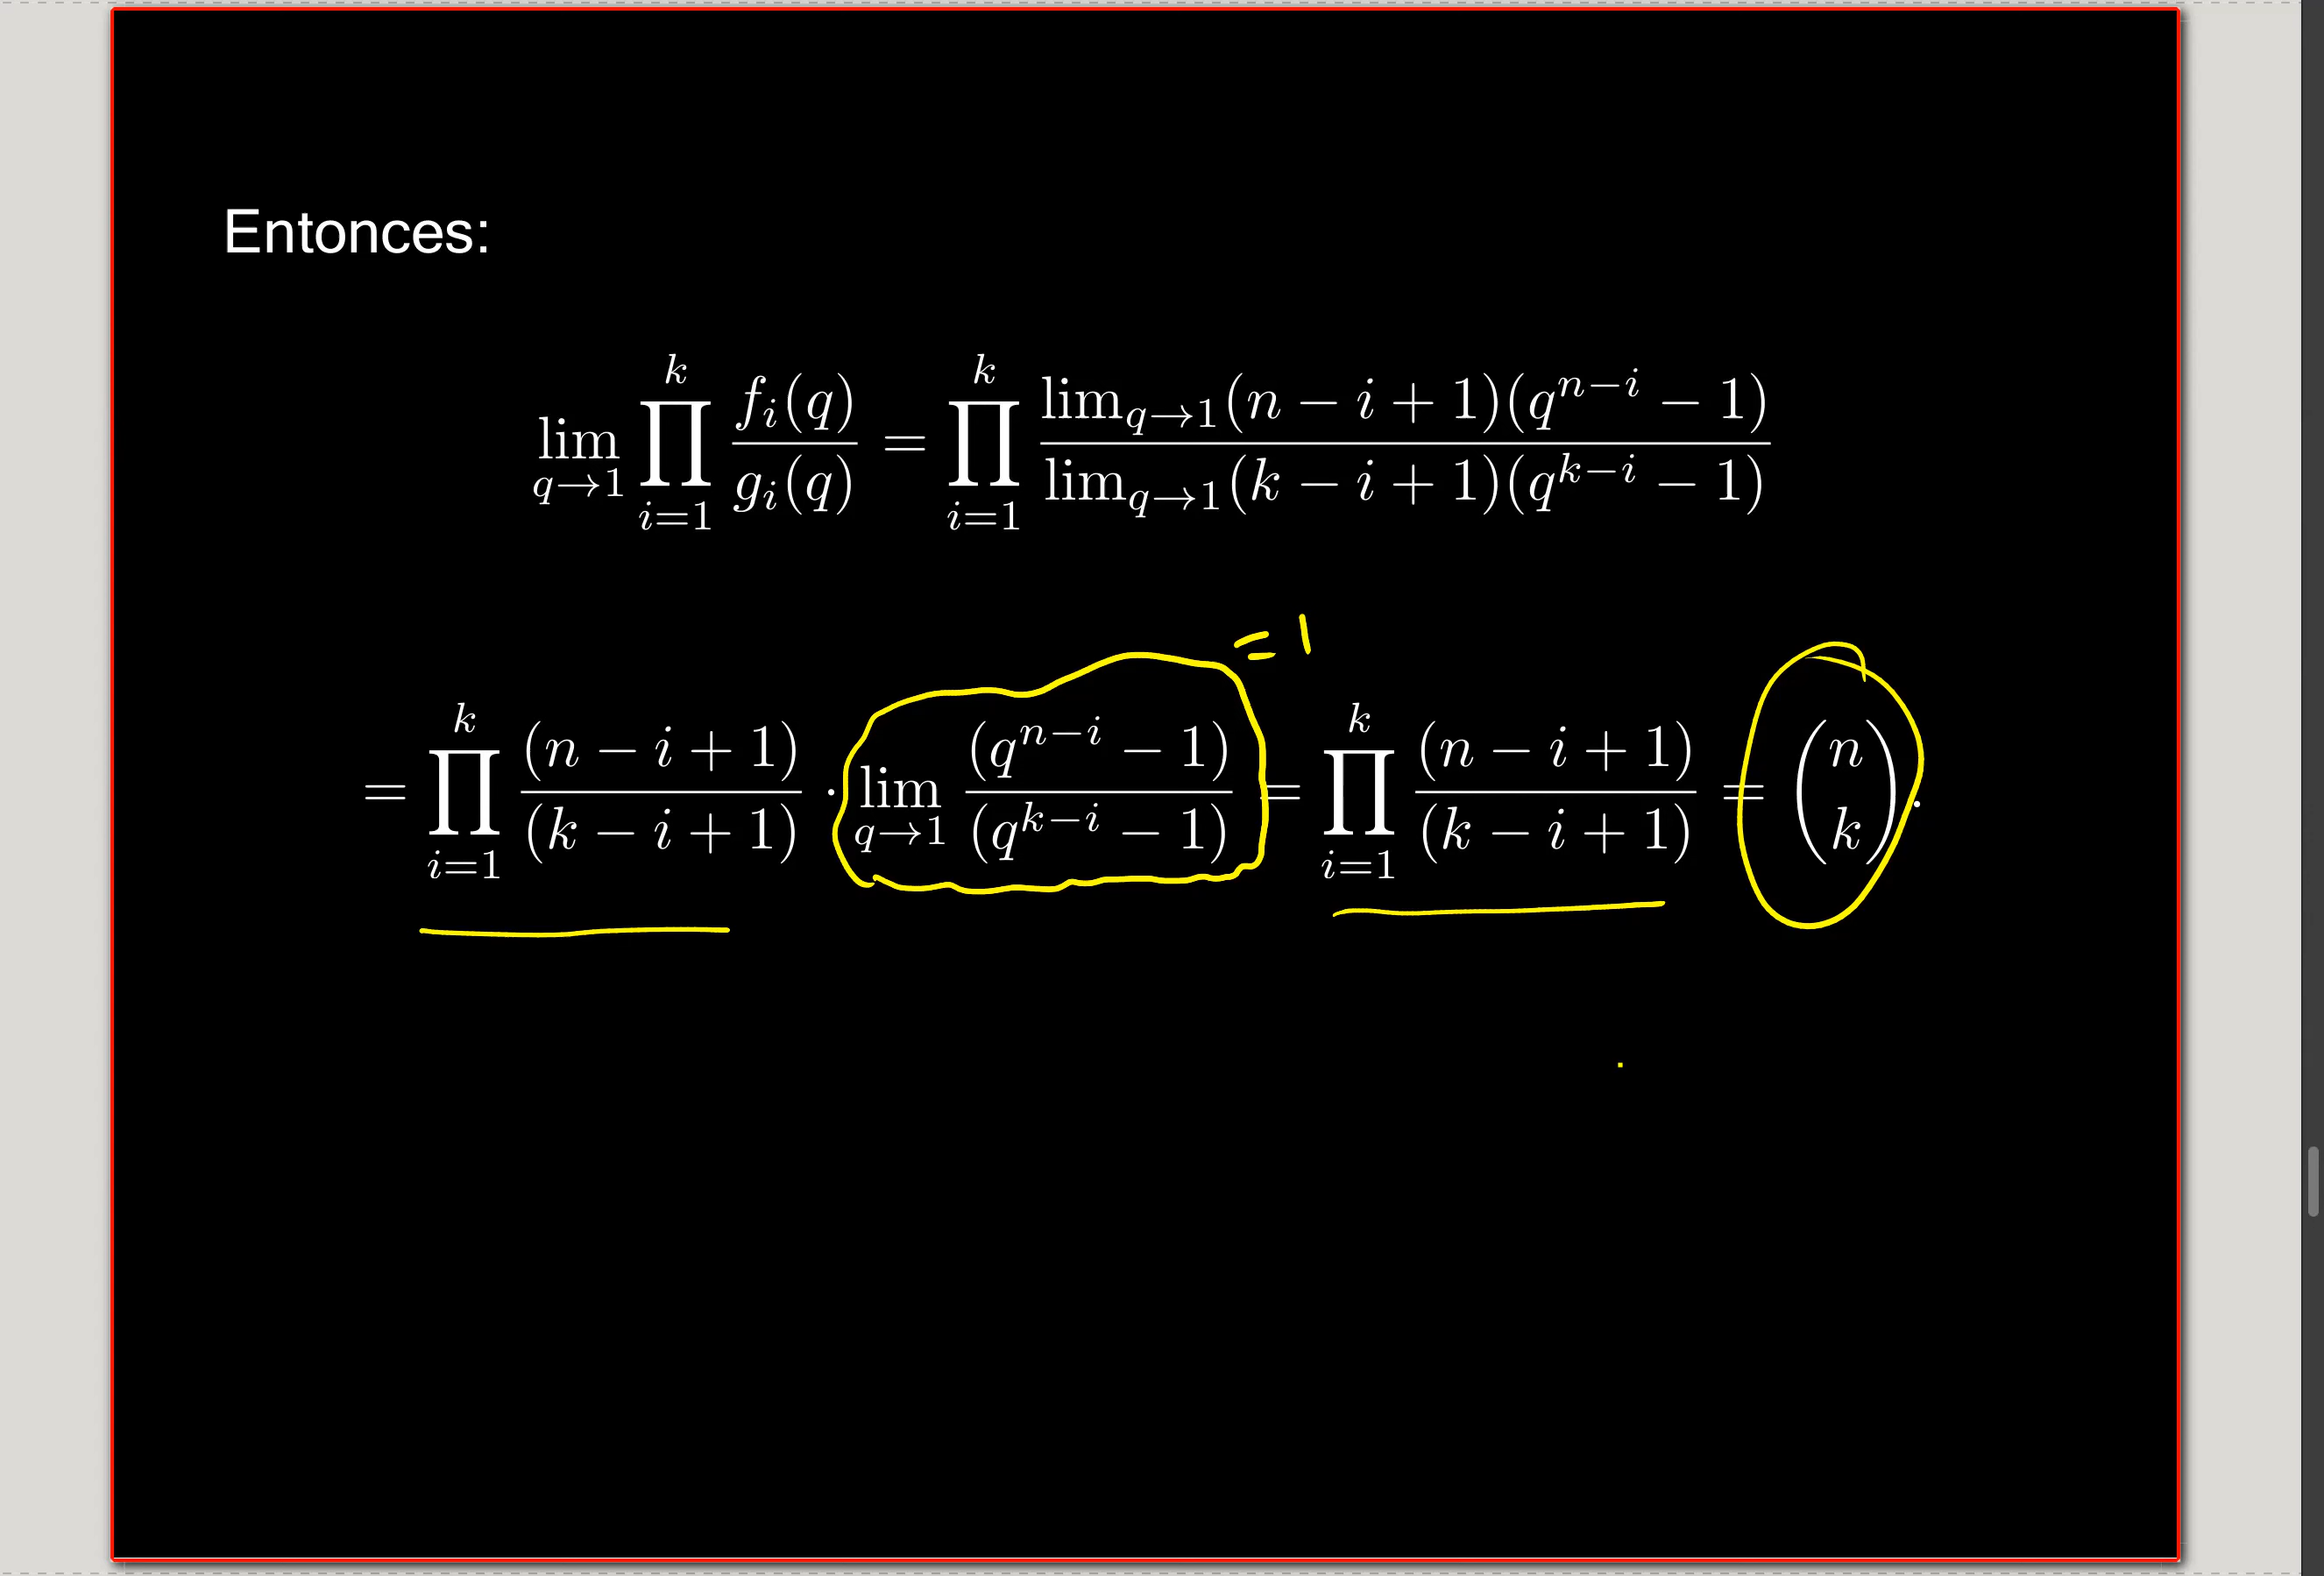 Entonces:
$$\lim_{q \to 1} \prod_{i=1}^{k} \frac{f_i(q)}{g_i(q)} = \prod_{i=1}^{k} \frac{\lim_{q \to 1}(n-i+1)(q^{n-i}-1)}{\lim_{q \to 1}(k-i+1)(q^{k-i}-1)}$$
= 1
$$= \prod_{i=1}^{k} \frac{(n-i+1)}{(k-i+1)} \cdot \lim_{q \to 1} \frac{(q^{n-i}-1)}{(q^{k-i}-1)} = \prod_{i=1}^{k} \frac{(n-i+1)}{(k-i+1)} = \binom{n}{k}.$$